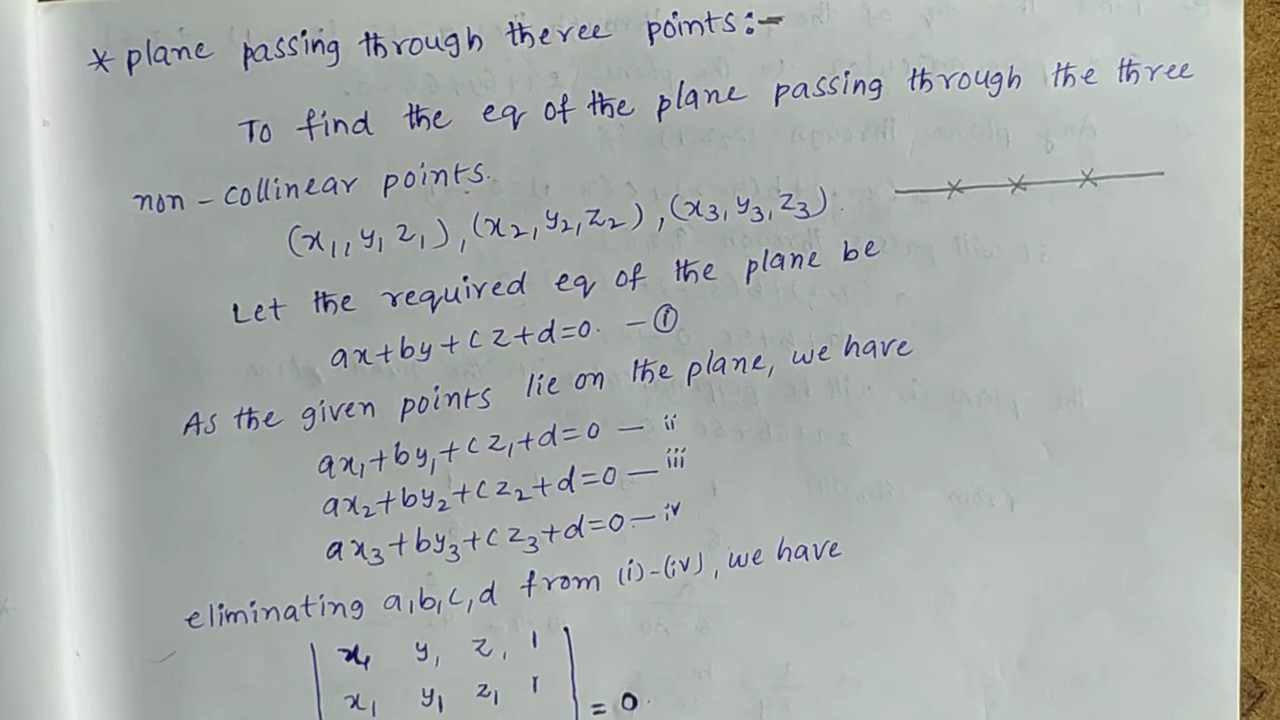 * plane passing through theree points:-
To find the eq of the plane passing through the three
non-collinear points.
(x₁, y₁ z₁), (x₂, y₂, z₂), (x₃, y₃, z₃).
Let the required eq of the plane be
ax+by+cz+d=0. -①
As the given points lie on the plane, we have
ax₁+by₁+cz₁+d=0 - ii
ax₂+by₂+cz₂+d=0 - iii
ax₃+by₃+cz₃+d=0 - iv
eliminating a,b,c,d from (i)-(iv), we have
| x y, z, 1 |
| x₁ y₁ z₁ 1 | = 0.